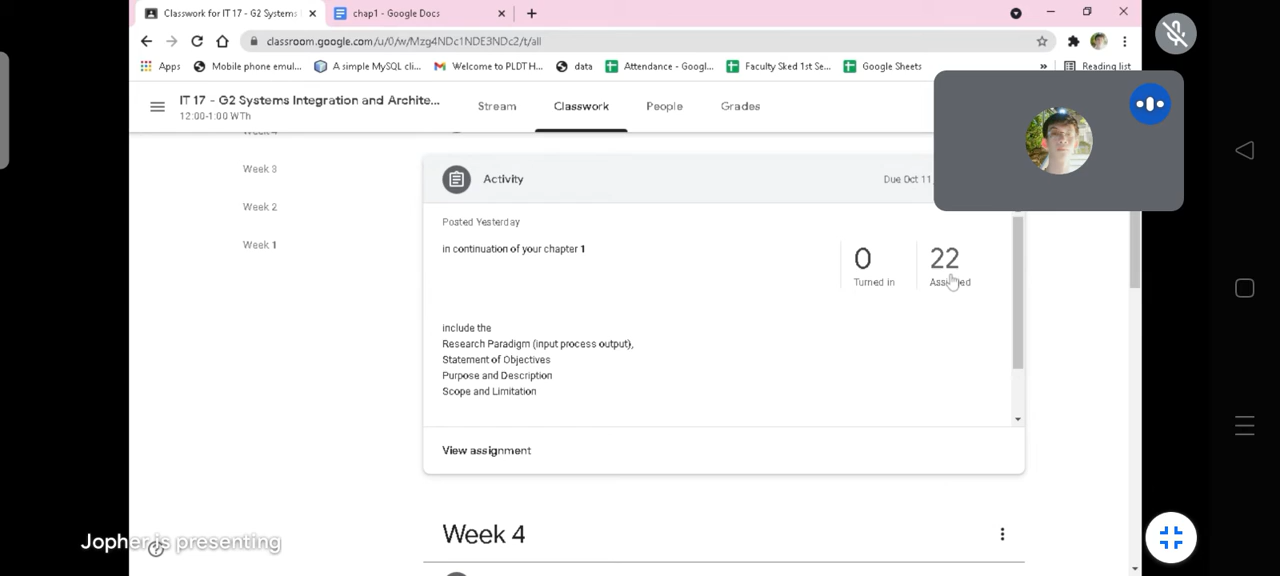 Classwork for IT 17 - G2 Systems
chap1 - Google Docs
classroom.google.com/u/0/w/Mzg4NDc1NDE3NDc2/t/all
Apps
Mobile phone emul...
A simple MySQL cli...
Welcome to PLDT H...
data
Attendance - Googl...
Faculty Sked 1st Se...
Google Sheets
»
Reading list
IT 17 - G2 Systems Integration and Archite...
12:00-1:00 WTh
Stream
Classwork
People
Grades
Week 4
Week 3
Week 2
Week 1
Activity
Due Oct 11,
Posted Yesterday
in continuation of your chapter 1
0
Turned in
22
Assigned
include the
Research Paradigm (input process output),
Statement of Objectives
Purpose and Description
Scope and Limitation
View assignment
Week 4
Jopher is presenting